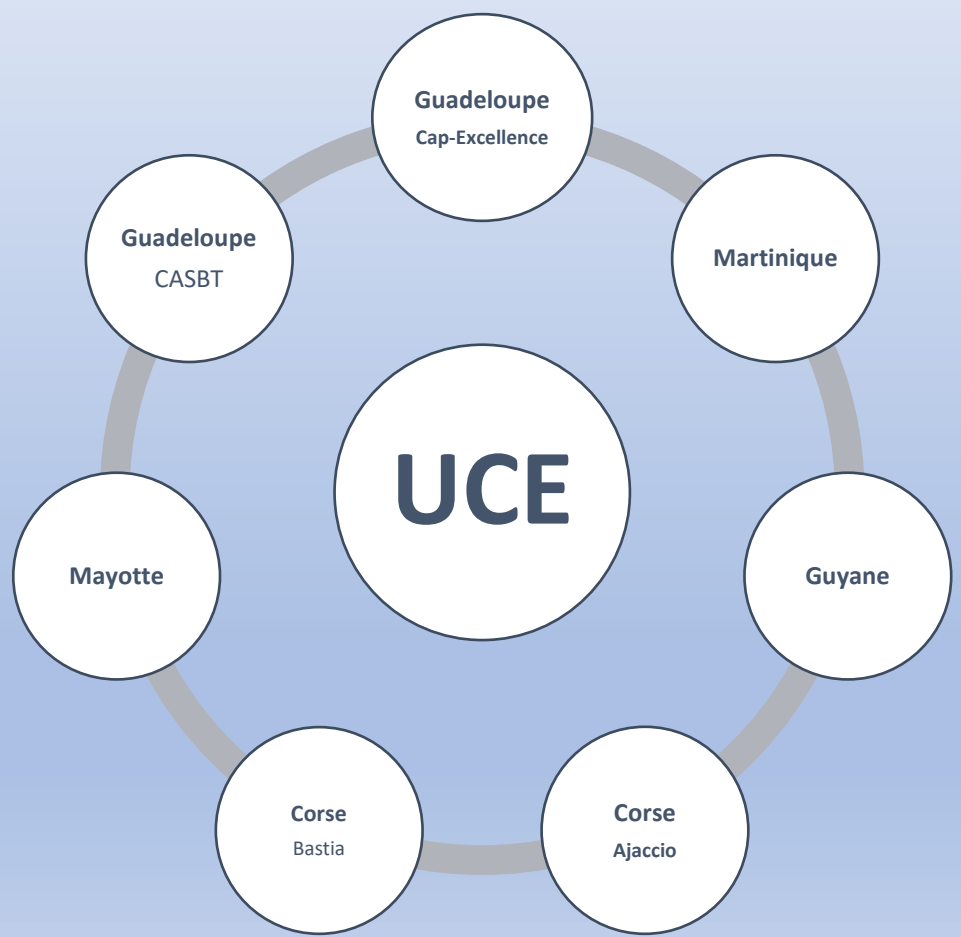 Guadeloupe
Cap-Excellence
Martinique
Guyane
Corse
Ajaccio
Corse
Bastia
Mayotte
Guadeloupe
CASBT
UCE